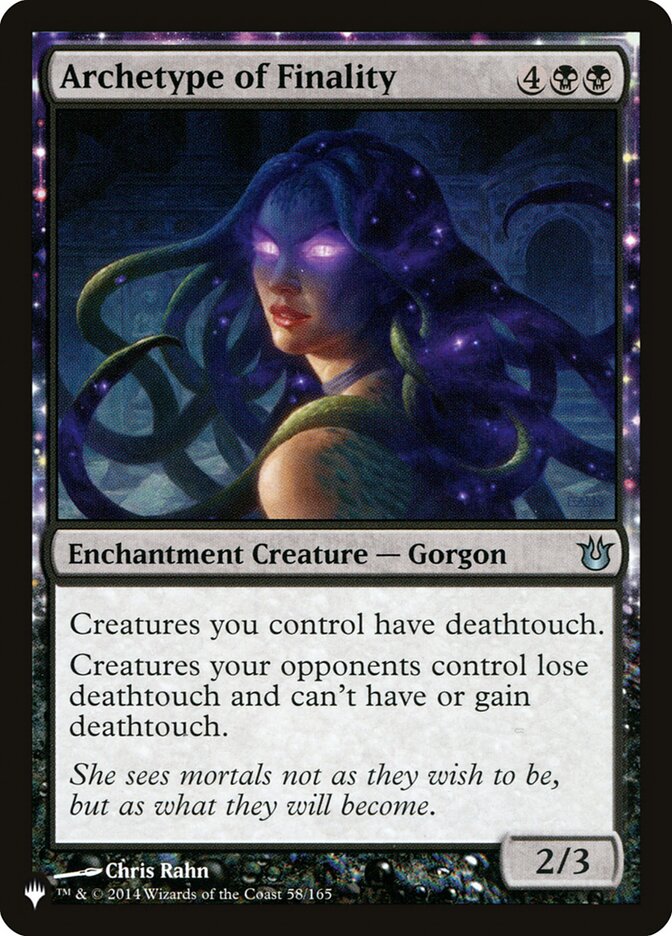 Archetype of Finality 4
Enchantment Creature — Gorgon
Creatures you control have deathtouch.
Creatures your opponents control lose
deathtouch and can't have or gain
deathtouch.
She sees mortals not as they wish to be,
but as what they will become.
2/3
Chris Rahn
™ & © 2014 Wizards of the Coast 58/165